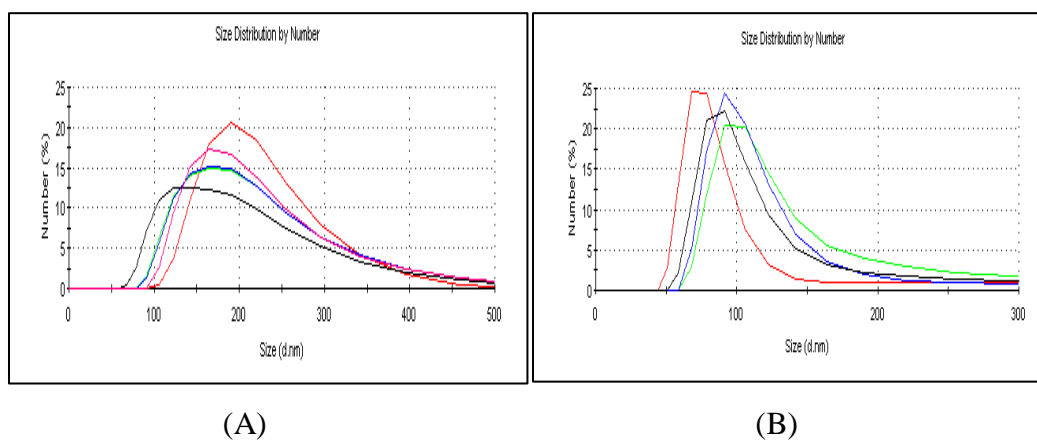 Size Distribution by Number
25
20
15
10
5
0
Number (%)
0 100 200 300 400 500
Size (d.nm)
(A)
Size Distribution by Number
25
20
15
10
5
0
Number (%)
0 100 200 300
Size (d.nm)
(B)